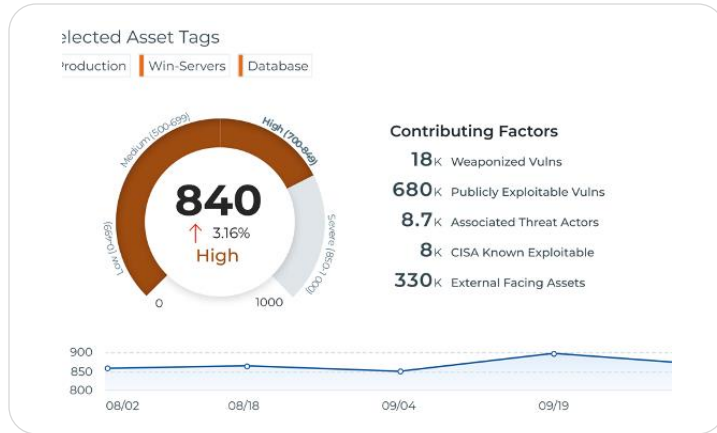 elected Asset Tags
Production Win-Servers Database
Medium (500-699)
High (700-849)
Low (0-499)
Severe (850-1000)
840
↑ 3.16%
High
0
1000
Contributing Factors
18K Weaponized Vulns
680K Publicly Exploitable Vulns
8.7K Associated Threat Actors
8K CISA Known Exploitable
330K External Facing Assets
900
850
800
08/02 08/18 09/04 09/19